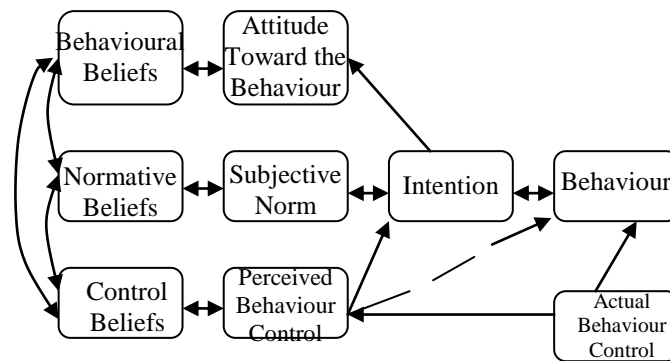 Behavioural
Beliefs
Attitude
Toward the
Behaviour
Normative
Beliefs
Subjective
Norm
Intention
Behaviour
Control
Beliefs
Perceived
Behaviour
Control
Actual
Behaviour
Control